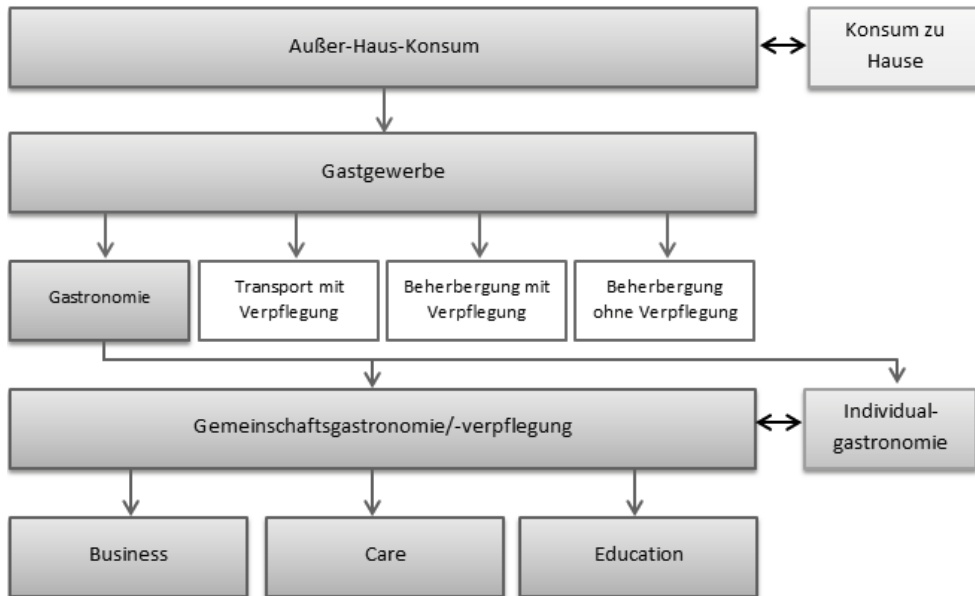 Außer-Haus-Konsum
Konsum zu
Hause
Gastgewerbe
Gastronomie
Transport mit
Verpflegung
Beherbergung mit
Verpflegung
Beherbergung
ohne Verpflegung
Gemeinschaftsgastronomie/-verpflegung
Individual-
gastronomie
Business
Care
Education